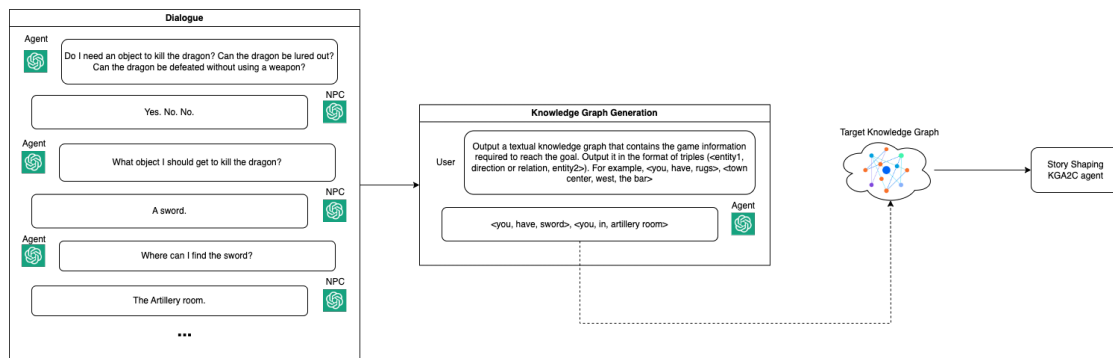 Dialogue
Agent
Do I need an object to kill the dragon? Can the dragon be lured out?
Can the dragon be defeated without using a weapon?
NPC
Yes. No. No.
Agent
What object I should get to kill the dragon?
NPC
A sword.
Agent
Where can I find the sword?
NPC
The Artillery room.
...
Knowledge Graph Generation
User
Output a textual knowledge graph that contains the game information
required to reach the goal. Output it in the format of triples (<entity1,
direction or relation, entity2>). For example, <you, have, rugs>, <town
center, west, the bar>
Agent
<you, have, sword>, <you, in, artillery room>
Target Knowledge Graph
Story Shaping
KGA2C agent